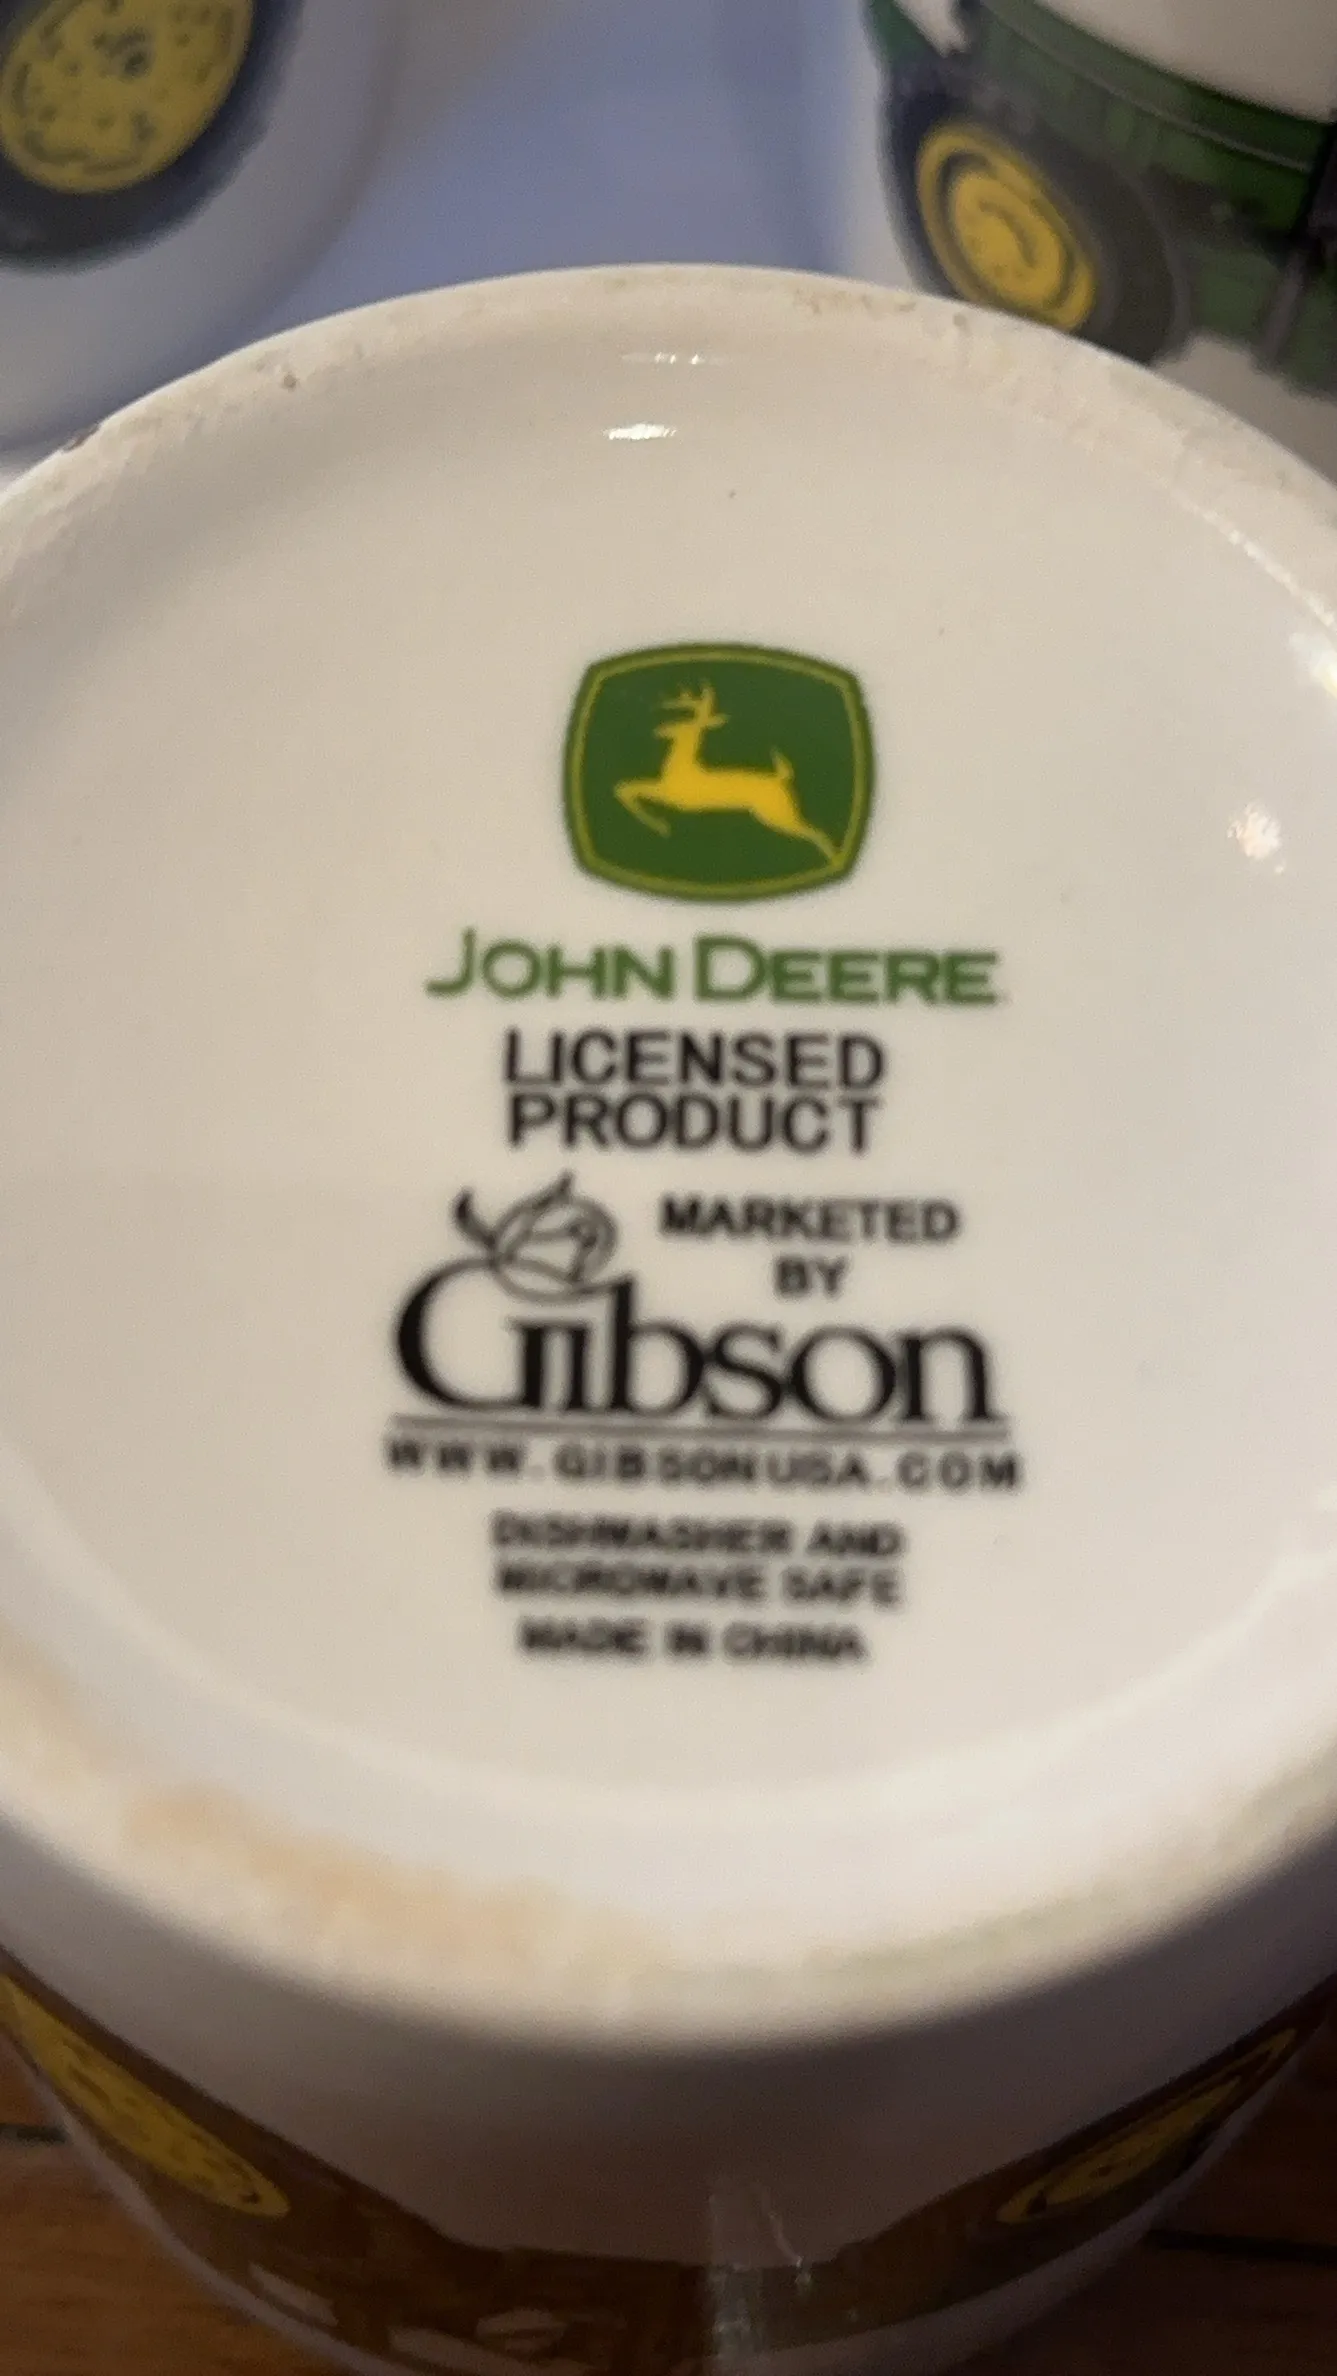 JOHN DEERE
LICENSED
PRODUCT
MARKETED
BY
Gibson
WWW.GIBSONUSA.COM
DISHWASHER AND
MICROWAVE SAFE
MADE IN CHINA